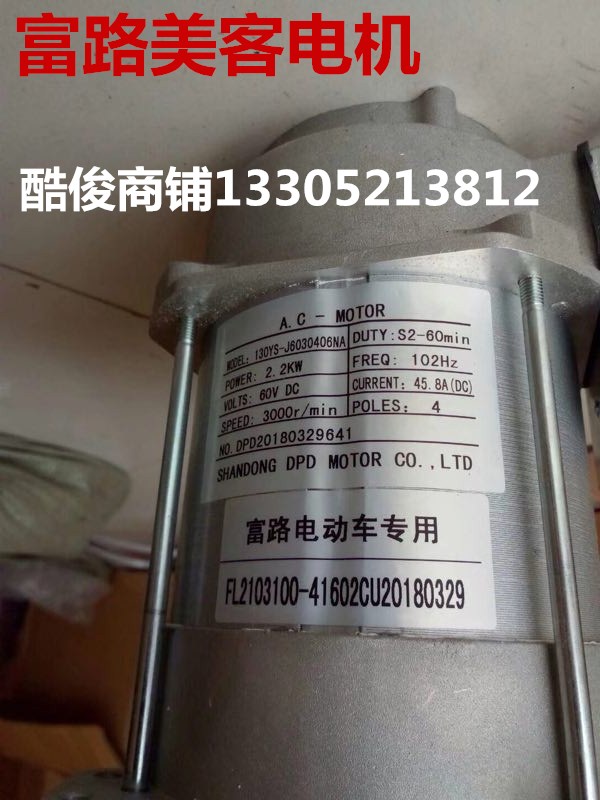 富路美客电机
酷俊商铺13305213812
A.C - MOTOR
MODEL: 130YS-J6030406NA
DUTY: S2-60min
POWER: 2.2KW
FREQ: 102Hz
VOLTS: 60V DC
CURRENT: 45.8A(DC)
SPEED: 3000r/min
POLES: 4
NO.DPD20180329641
SHANDONG DPD MOTOR CO.,LTD
富路电动车专用
FL2103100-41602CU20180329